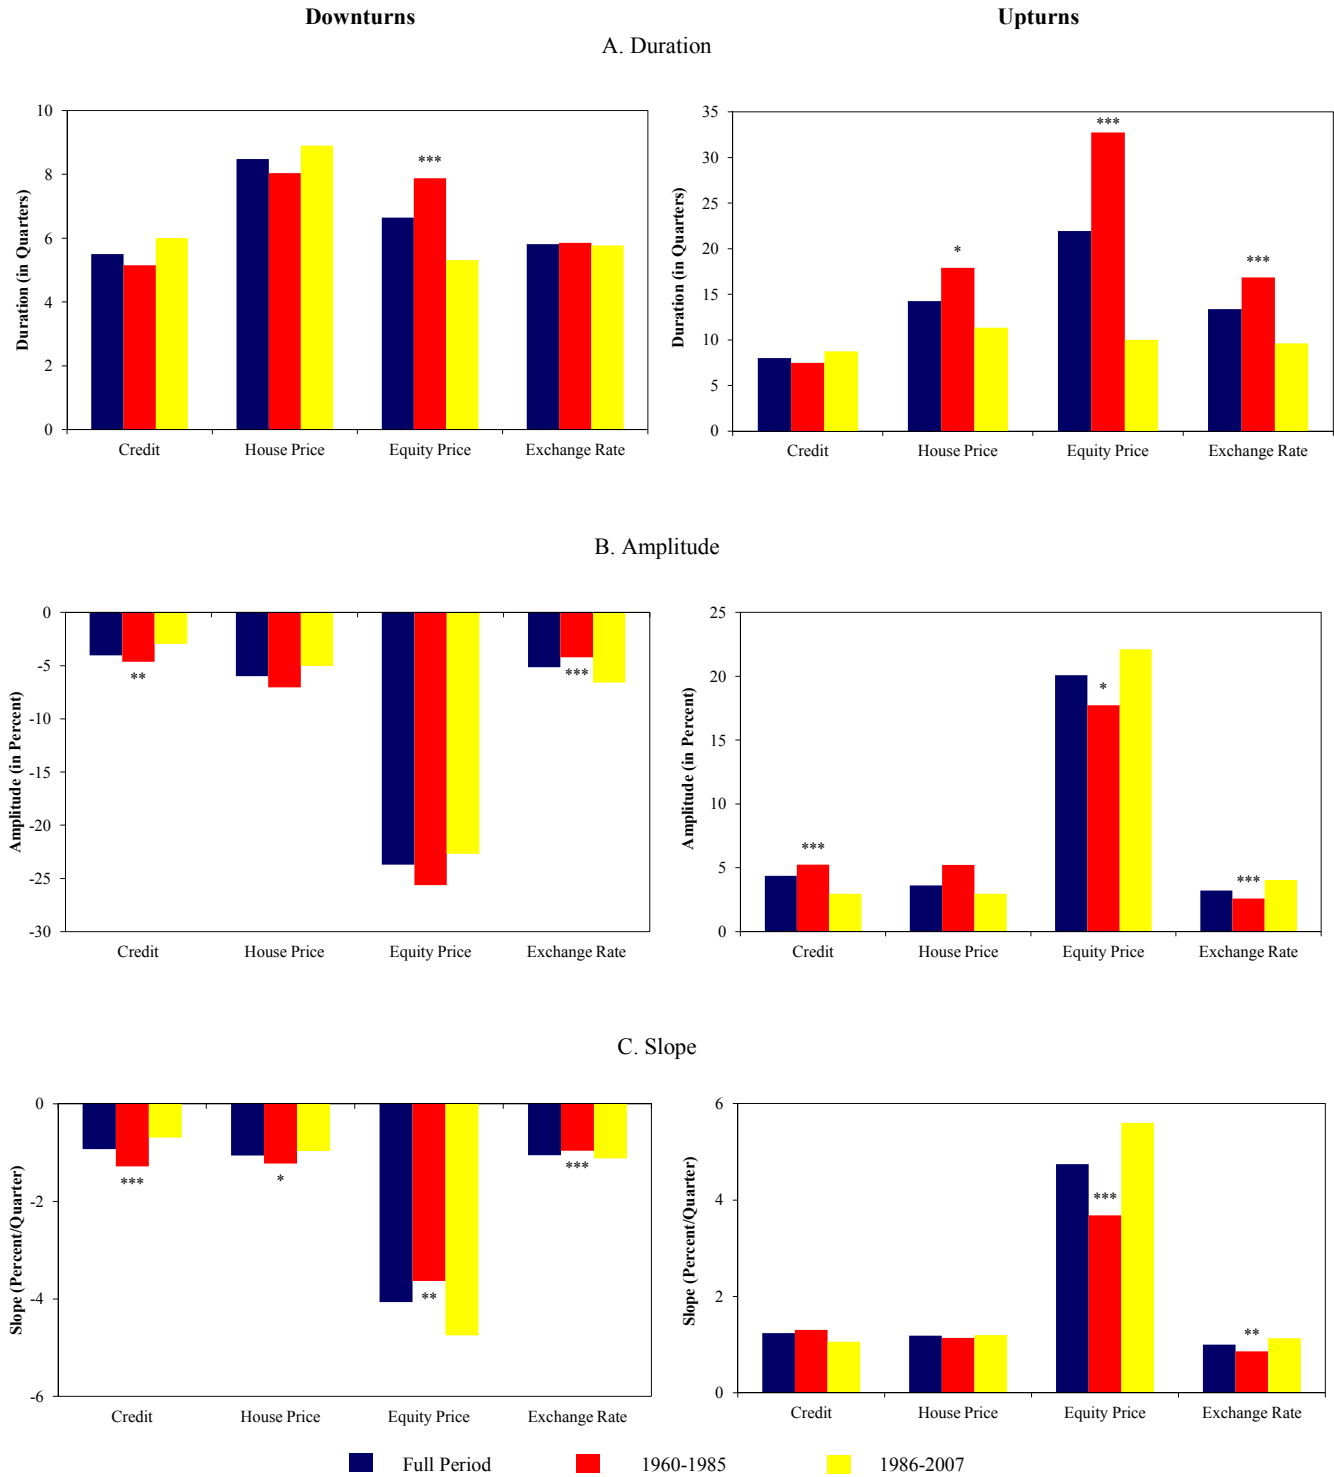 Downturns
Upturns
A. Duration
Duration (in Quarters)
10
8
6
4
2
0
***
Credit
House Price
Equity Price
Exchange Rate
Duration (in Quarters)
35
30
25
20
15
10
5
0
*
***
***
Credit
House Price
Equity Price
Exchange Rate
B. Amplitude
Amplitude (in Percent)
0
-5
-10
-15
-20
-25
-30
**
***
Credit
House Price
Equity Price
Exchange Rate
Amplitude (in Percent)
25
20
15
10
5
0
***
*
***
Credit
House Price
Equity Price
Exchange Rate
C. Slope
Slope (Percent/Quarter)
0
-2
-4
-6
***
*
**
***
Credit
House Price
Equity Price
Exchange Rate
Slope (Percent/Quarter)
6
4
2
0
***
**
Credit
House Price
Equity Price
Exchange Rate
Full Period
1960-1985
1986-2007